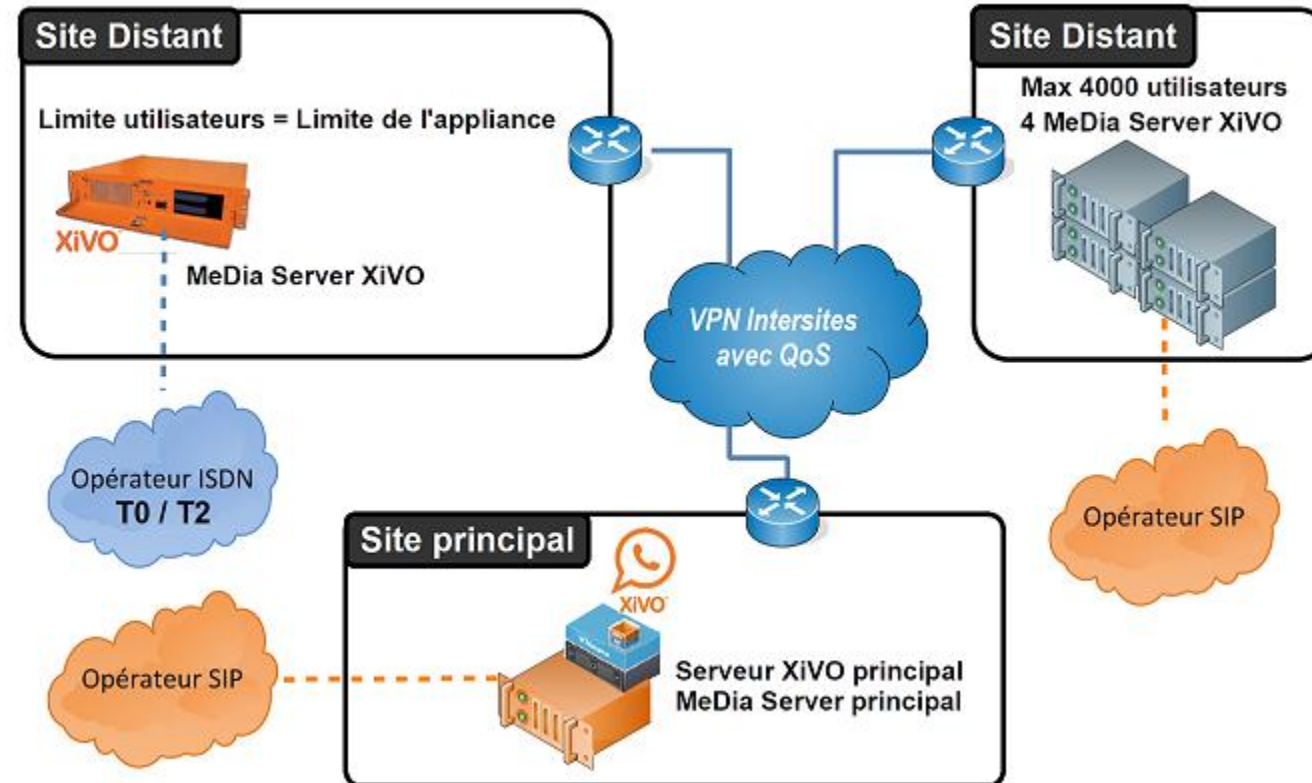 Site Distant
Limite utilisateurs = Limite de l'appliance
XiVO
MeDia Server XiVO
Site Distant
Max 4000 utilisateurs
4 MeDia Server XiVO
VPN Intersites
avec QoS
Opérateur ISDN
T0 / T2
Opérateur SIP
Site principal
XiVO
Serveur XiVO principal
MeDia Server principal
Opérateur SIP